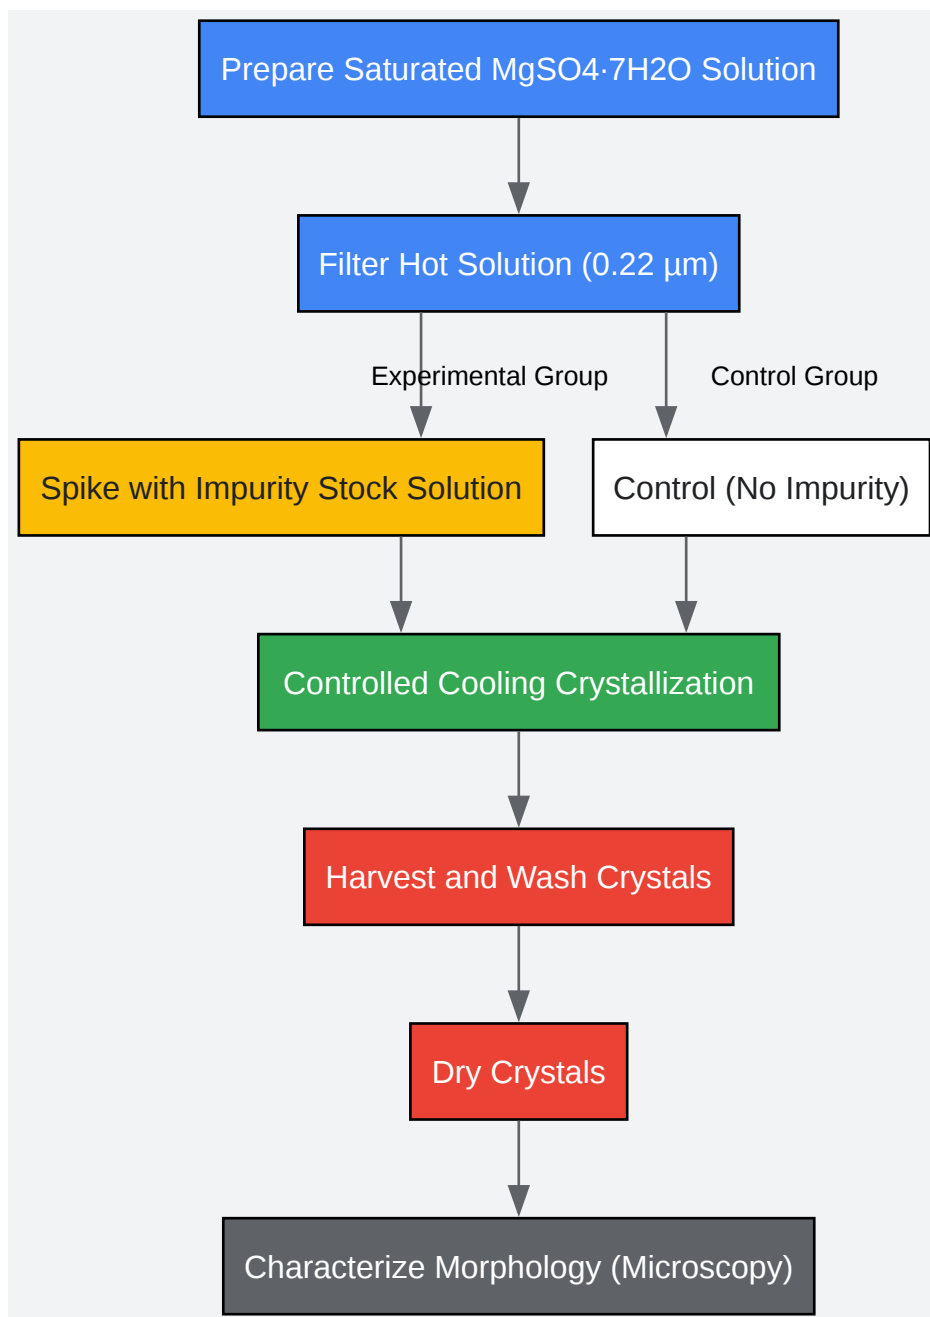 Prepare Saturated MgSO4·7H2O Solution
Filter Hot Solution (0.22 µm)
Experimental Group
Control Group
Spike with Impurity Stock Solution
Control (No Impurity)
Controlled Cooling Crystallization
Harvest and Wash Crystals
Dry Crystals
Characterize Morphology (Microscopy)